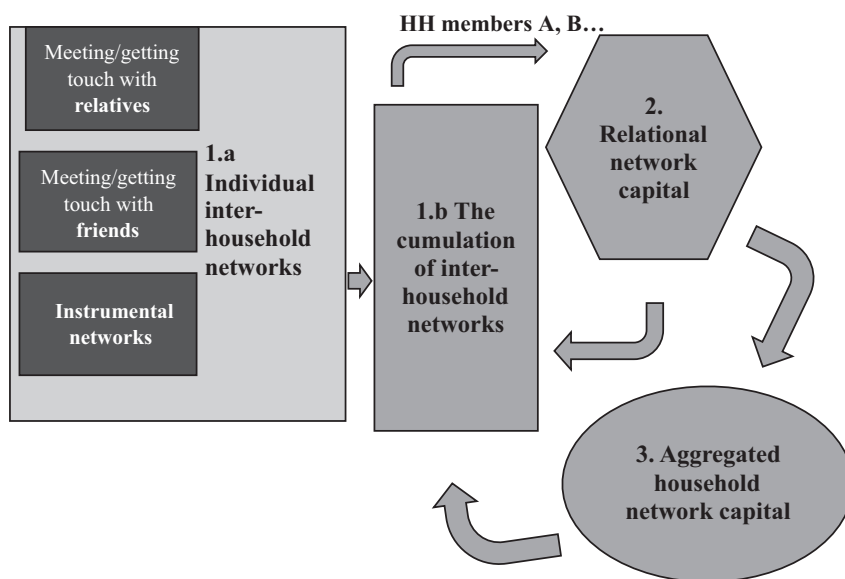 HH members A, B…
Meeting/getting
touch with
relatives
Meeting/getting
touch with
friends
Instrumental
networks
1.a
Individual
inter-
household
networks
1.b The
cumulation
of inter-
household
networks
2.
Relational
network
capital
3. Aggregated
household
network capital